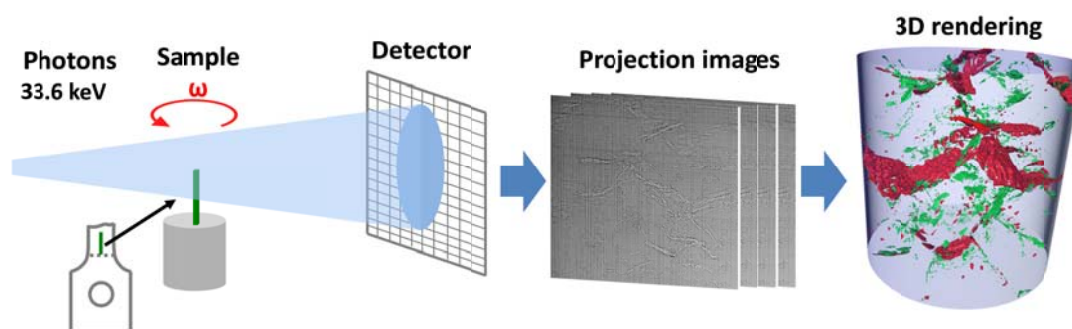 Photons
33.6 keV
Sample
ω
Detector
Projection images
3D rendering